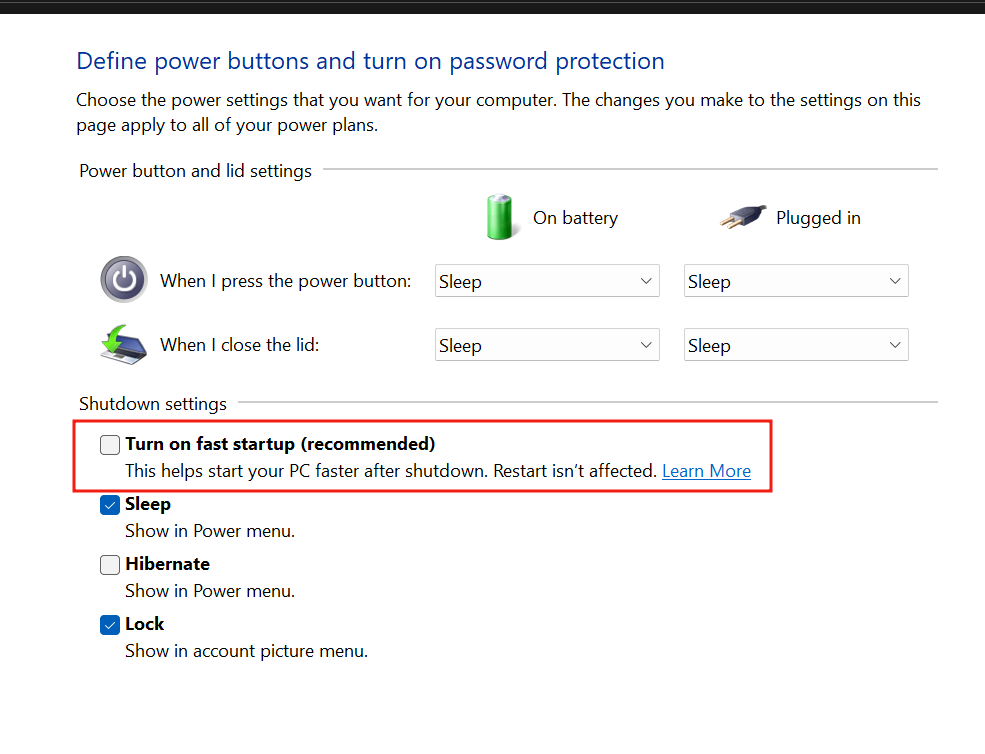 Define power buttons and turn on password protection
Choose the power settings that you want for your computer. The changes you make to the settings on this
page apply to all of your power plans.
Power button and lid settings
On battery
Plugged in
When I press the power button:
Sleep
Sleep
When I close the lid:
Sleep
Sleep
Shutdown settings
Turn on fast startup (recommended)
This helps start your PC faster after shutdown. Restart isn’t affected. Learn More
Sleep
Show in Power menu.
Hibernate
Show in Power menu.
Lock
Show in account picture menu.